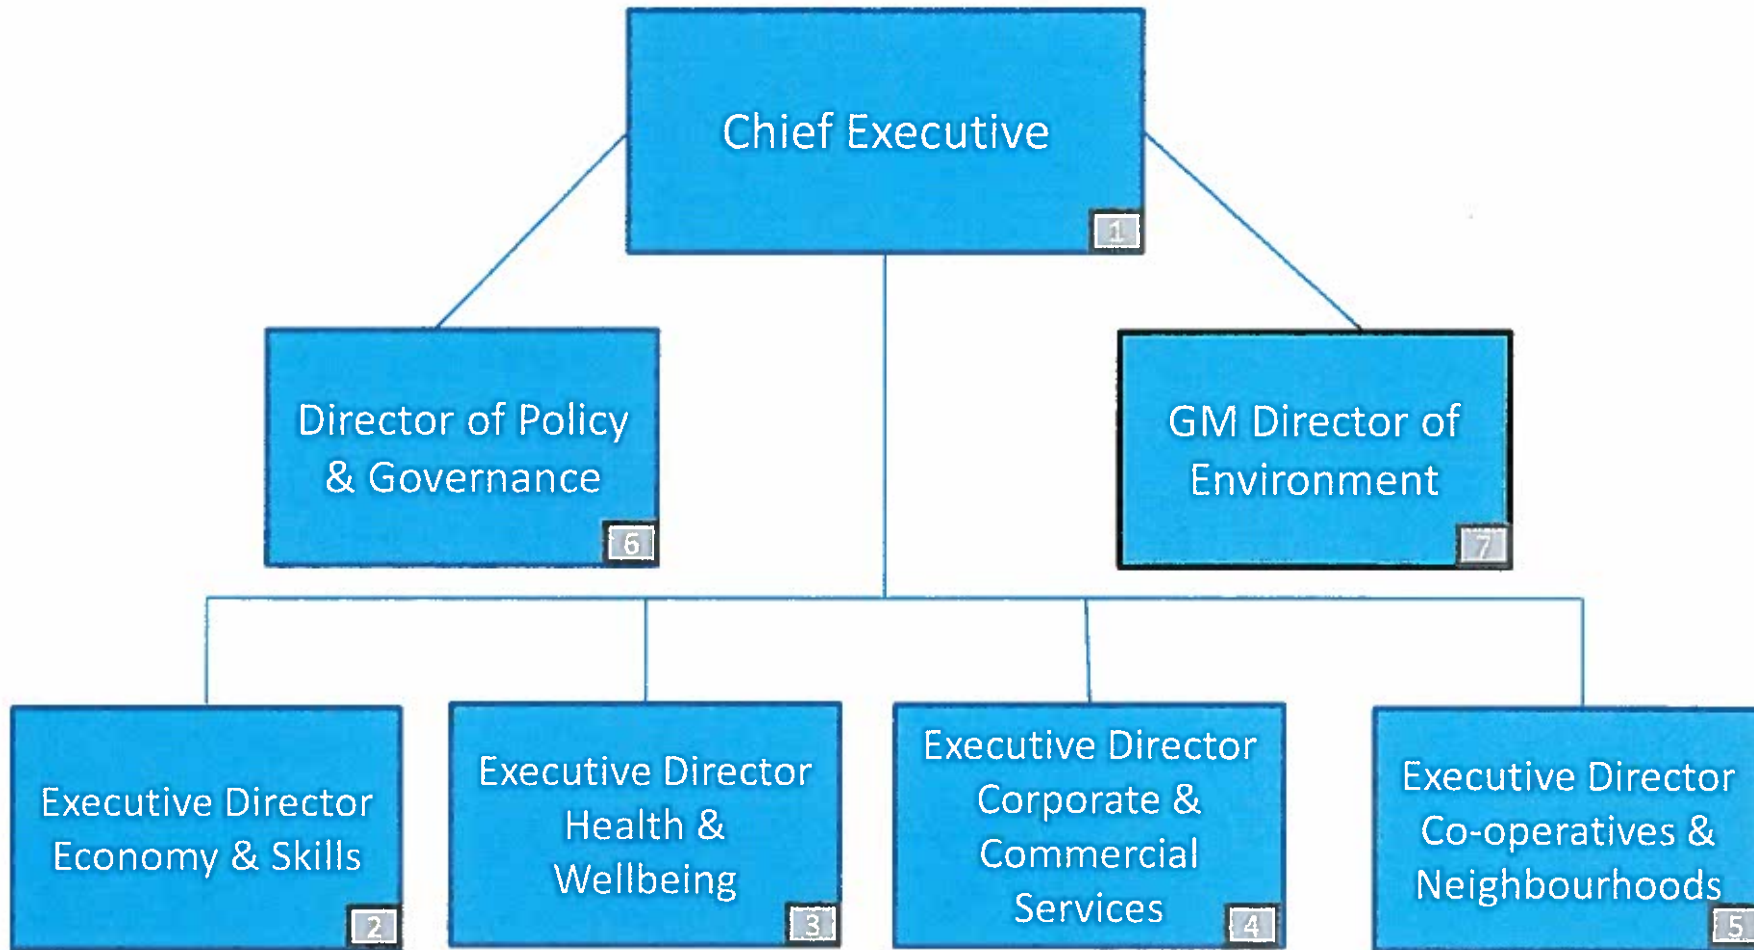 Chief Executive
1
Director of Policy
& Governance
6
GM Director of
Environment
7
Executive Director
Economy & Skills
2
Executive Director
Health &
Wellbeing
3
Executive Director
Corporate &
Commercial
Services
4
Executive Director
Co-operatives &
Neighbourhoods
5